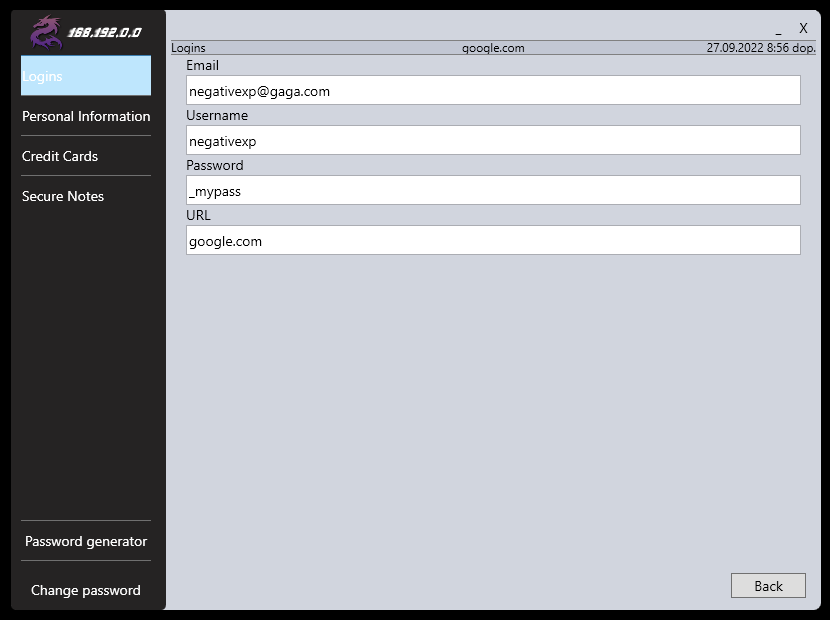 168.192.0.0
Logins
Personal Information
Credit Cards
Secure Notes
Password generator
Change password
_ X
Logins google.com 27.09.2022 8:56 dop.
Email
negativexp@gaga.com
Username
negativexp
Password
_mypass
URL
google.com
Back